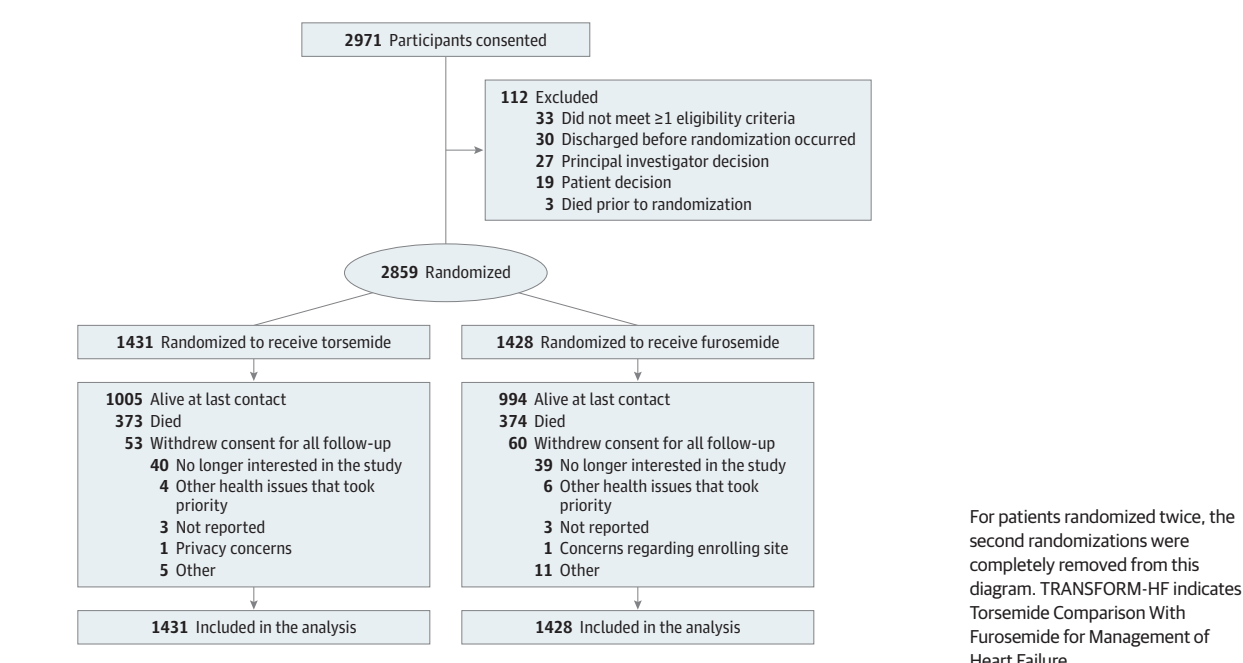 2971 Participants consented
112 Excluded
33 Did not meet ≥1 eligibility criteria
30 Discharged before randomization occurred
27 Principal investigator decision
19 Patient decision
3 Died prior to randomization
2859 Randomized
1431 Randomized to receive torsemide
1428 Randomized to receive furosemide
1005 Alive at last contact
373 Died
53 Withdrew consent for all follow-up
40 No longer interested in the study
4 Other health issues that took
priority
3 Not reported
1 Privacy concerns
5 Other
994 Alive at last contact
374 Died
60 Withdrew consent for all follow-up
39 No longer interested in the study
6 Other health issues that took
priority
3 Not reported
1 Concerns regarding enrolling site
11 Other
1431 Included in the analysis
1428 Included in the analysis
For patients randomized twice, the
second randomizations were
completely removed from this
diagram. TRANSFORM-HF indicates
Torsemide Comparison With
Furosemide for Management of
Heart Failure